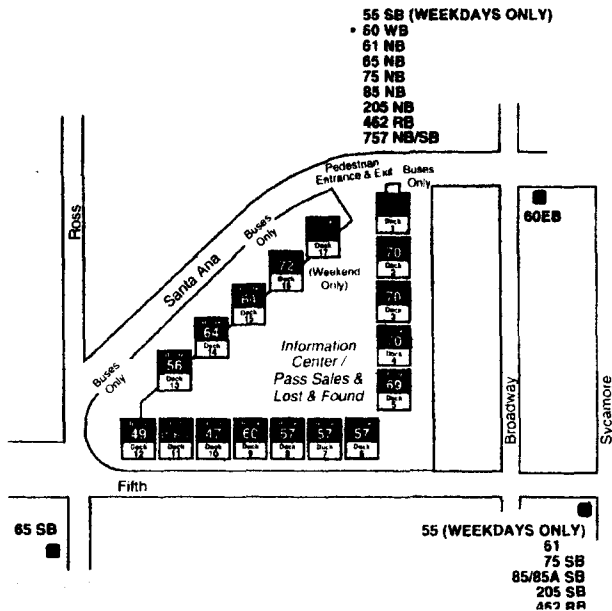 55 SB (WEEKDAYS ONLY)
• 60 WB
61 NB
65 NB
75 NB
85 NB
205 NB
462 RB
757 NB/SB
Pedestrian
Entrance & Exit
Buses
Only
60EB
Ross
Santa Ana
Buses
Only
Buses
Only
Dock
1
70
Dock
2
70
Dock
3
Dock
4
69
Dock
5
Dock
17
(Weekend
Only)
72
Dock
16
Dock
15
64
Dock
14
56
Dock
13
Information
Center /
Pass Sales &
Lost & Found
49
Dock
12
Dock
11
47
Dock
10
60
Dock
9
57
Dock
8
57
Dock
7
57
Dock
6
Broadway
Sycamore
Fifth
65 SB
55 (WEEKDAYS ONLY)
61
75 SB
85/85A SB
205 SB
462 RB